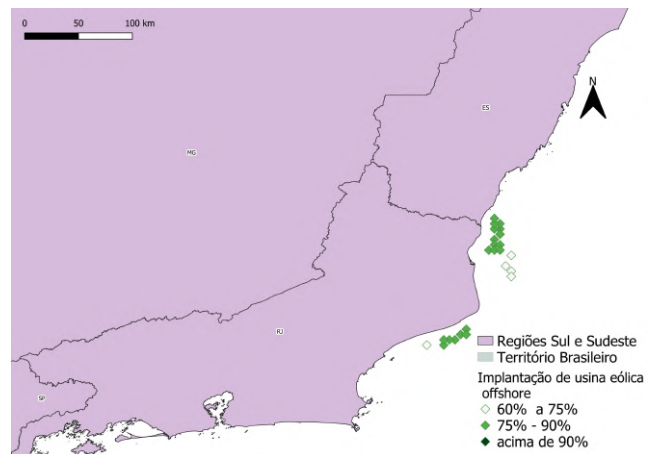 0 50 100 km
N
ES
MG
RJ
SP
Regiões Sul e Sudeste
Território Brasileiro
Implantação de usina eólica
offshore
60% a 75%
75% - 90%
acima de 90%